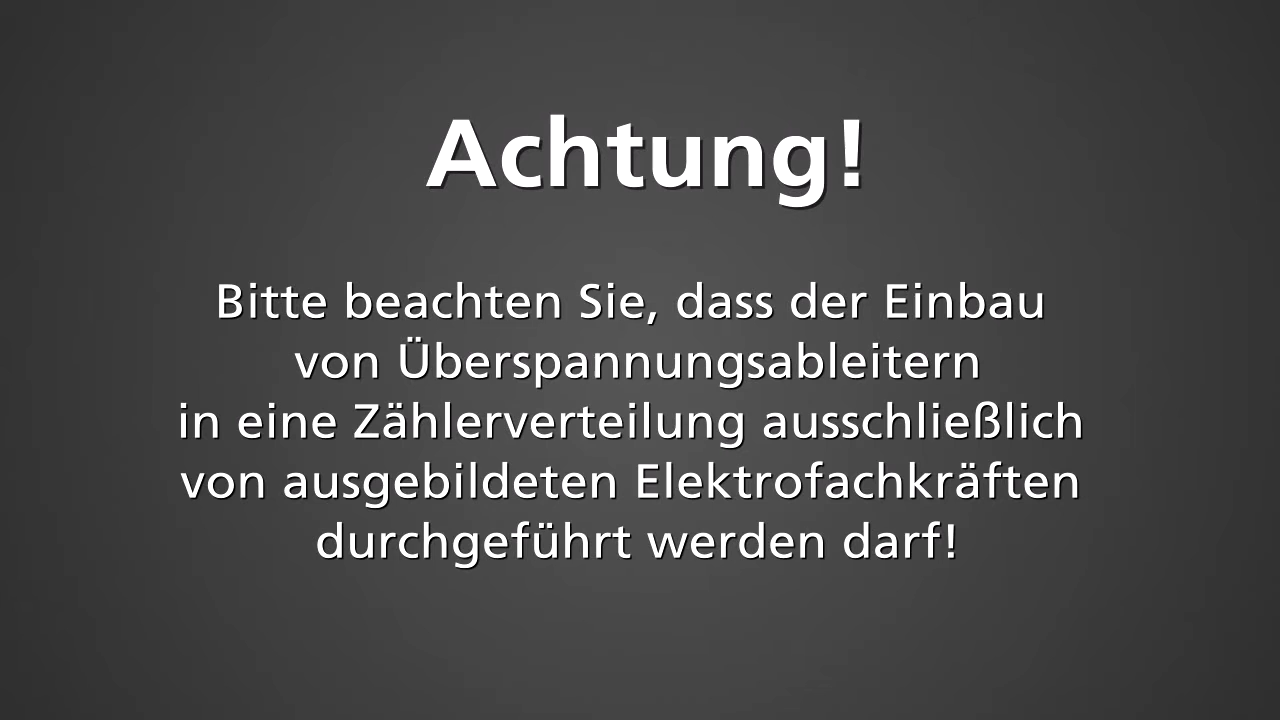 Achtung!
Bitte beachten Sie, dass der Einbau
von Überspannungsableitern
in eine Zählerverteilung ausschließlich
von ausgebildeten Elektrofachkräften
durchgeführt werden darf!